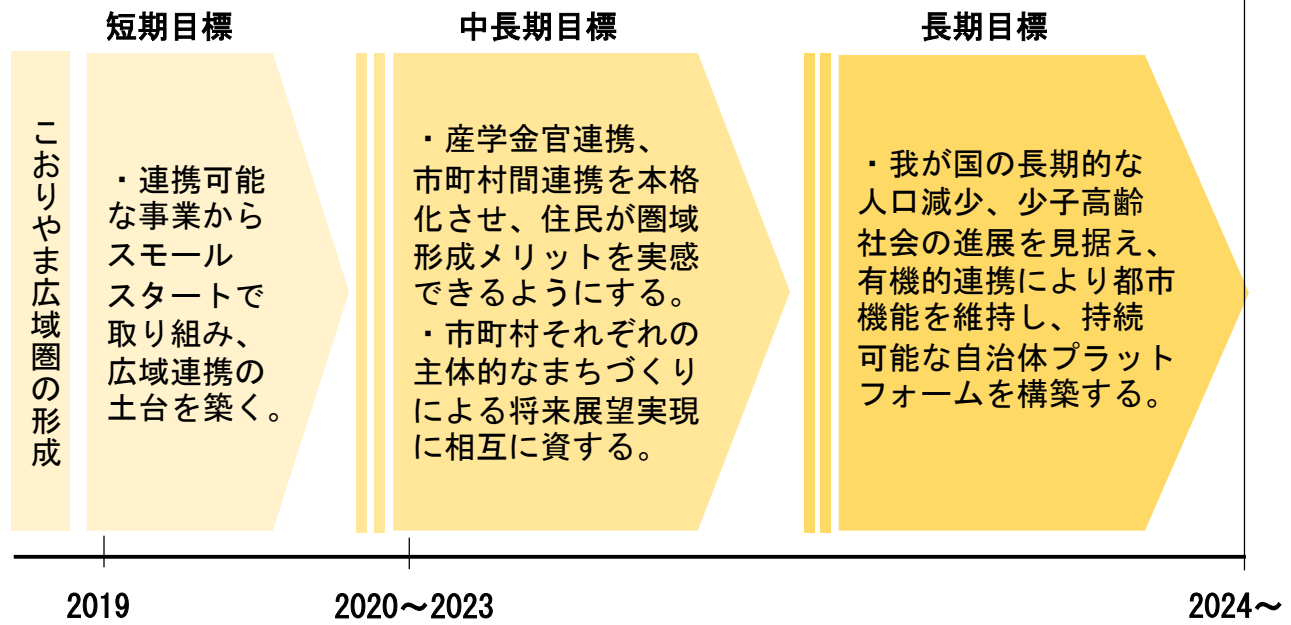 短期目標
中長期目標
長期目標
こおりやま広域圏の形成
・連携可能
な事業から
スモール
スタートで
取り組み、
広域連携の
土台を築く。
・産学金官連携、
市町村間連携を本格
化させ、住民が圏域
形成メリットを実感
できるようにする。
・市町村それぞれの
主体的なまちづくり
による将来展望実現
に相互に資する。
・我が国の長期的な
人口減少、少子高齢
社会の進展を見据え、
有機的連携により都市
機能を維持し、持続
可能な自治体プラット
フォームを構築する。
2019
2020～2023
2024～